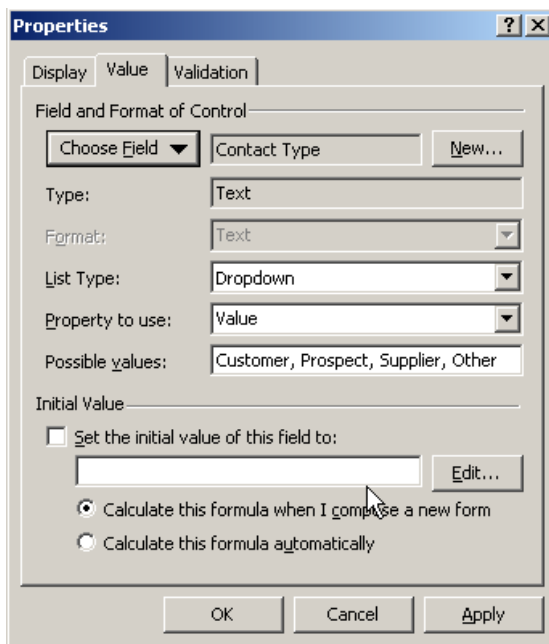 Properties
Display Value Validation
Field and Format of Control
Choose Field Contact Type New...
Type: Text
Format: Text
List Type: Dropdown
Property to use: Value
Possible values: Customer, Prospect, Supplier, Other
Initial Value
Set the initial value of this field to:
Edit...
Calculate this formula when I compose a new form
Calculate this formula automatically
OK Cancel Apply